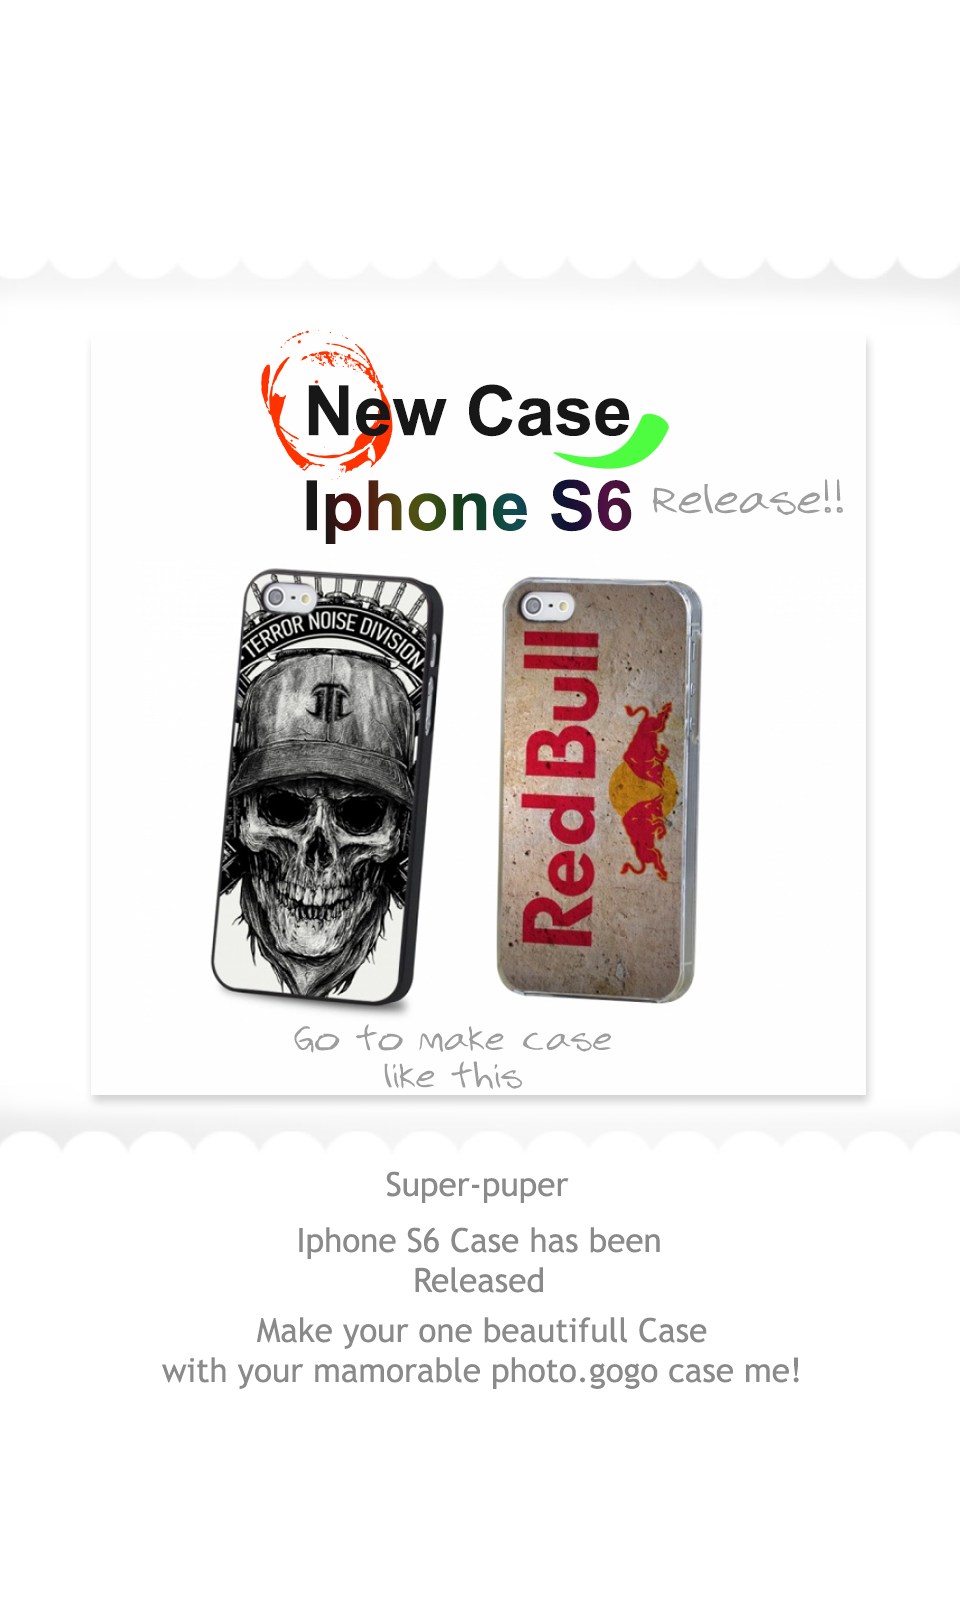 New Case
Iphone S6 Release!!
TERROR NOISE DIVISION
Red Bull
Go to make case
like this
Super-puper
Iphone S6 Case has been
Released
Make your one beautifull Case
with your mamorable photo.gogo case me!